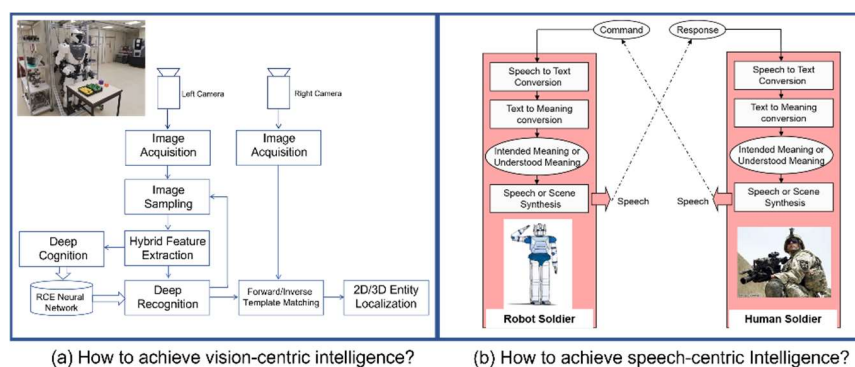 Left Camera
Right Camera
Image
Acquisition
Image
Acquisition
Image
Sampling
Deep
Cognition
Hybrid Feature
Extraction
RCE Neural
Network
Deep
Recognition
Forward/Inverse
Template Matching
2D/3D Entity
Localization
(a) How to achieve vision-centric intelligence?
Command
Response
Speech to Text
Conversion
Text to Meaning
conversion
Intended Meaning or
Understood Meaning
Speech or Scene
Synthesis
Speech
Robot Soldier
Speech to Text
Conversion
Text to Meaning
conversion
Intended Meaning or
Understood Meaning
Speech or Scene
Synthesis
Speech
Human Soldier
(b) How to achieve speech-centric Intelligence?